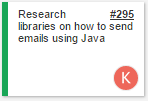 Research #295
libraries on how to send
emails using Java
K